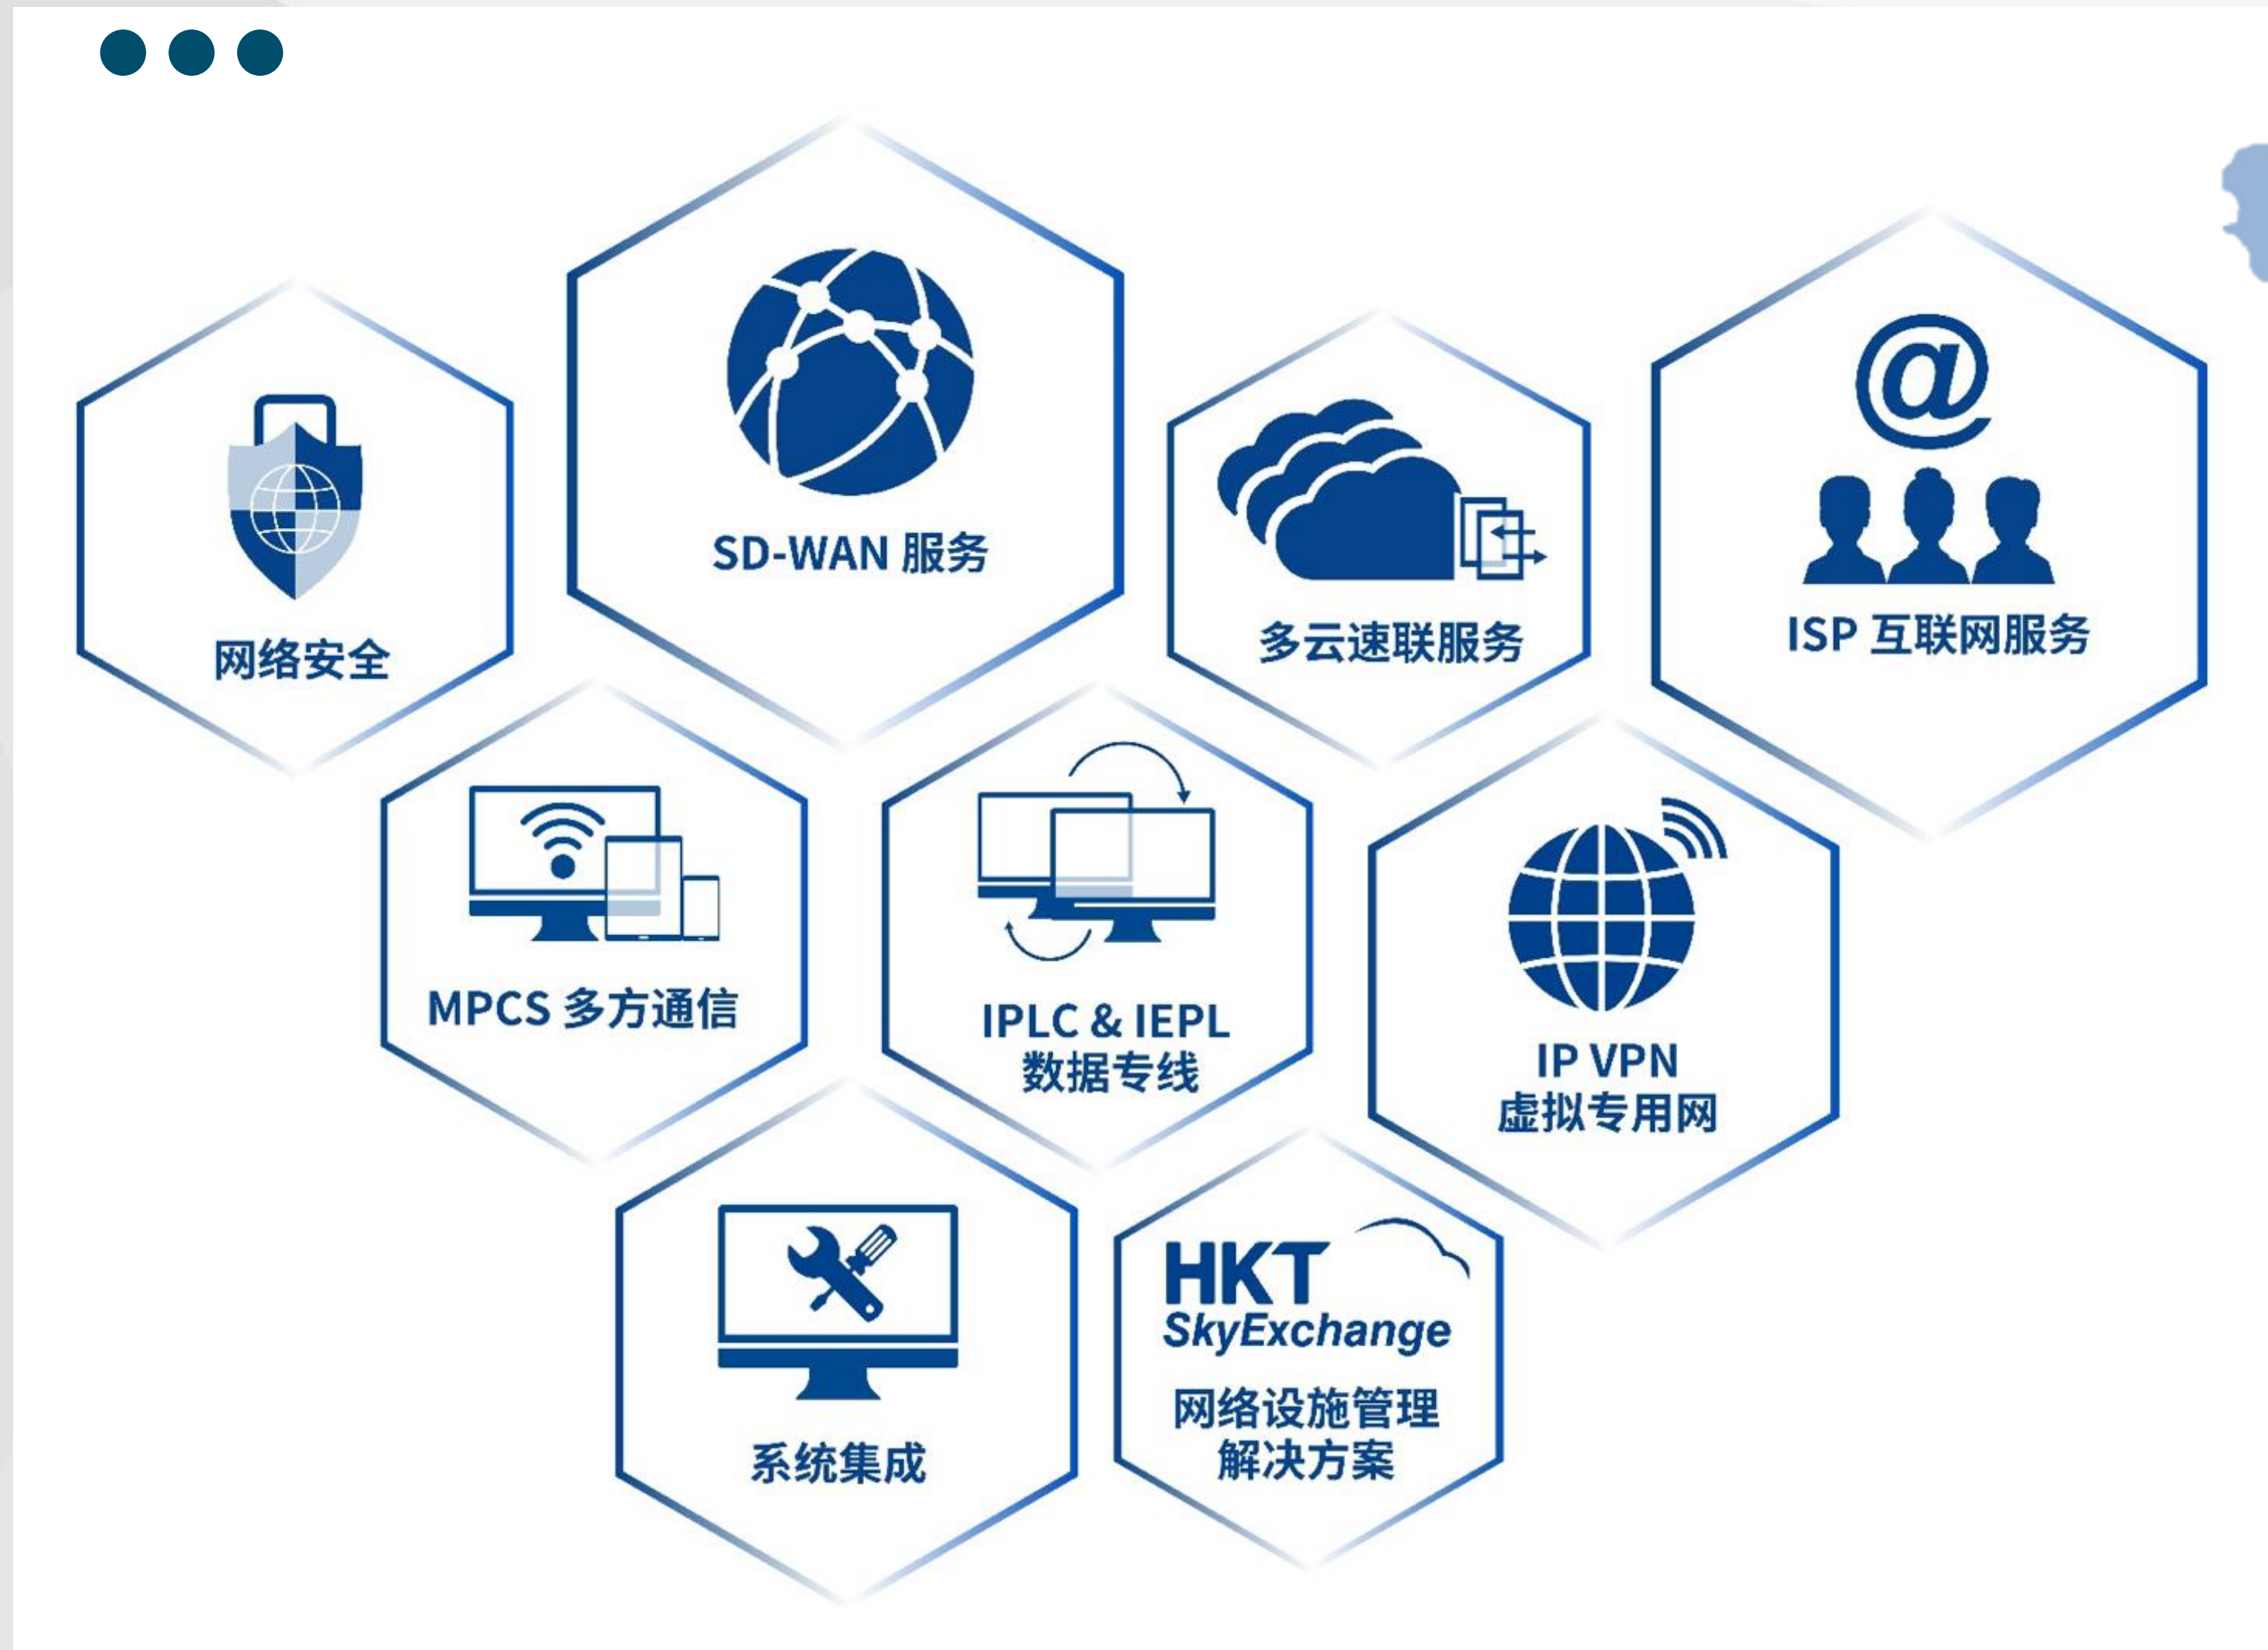 网络安全
SD-WAN 服务
多云速联服务
@
ISP 互联网服务
MPCS 多方通信
IPLC & IEPL
数据专线
IP VPN
虚拟专用网
系统集成
HKT
SkyExchange
网络设施管理
解决方案